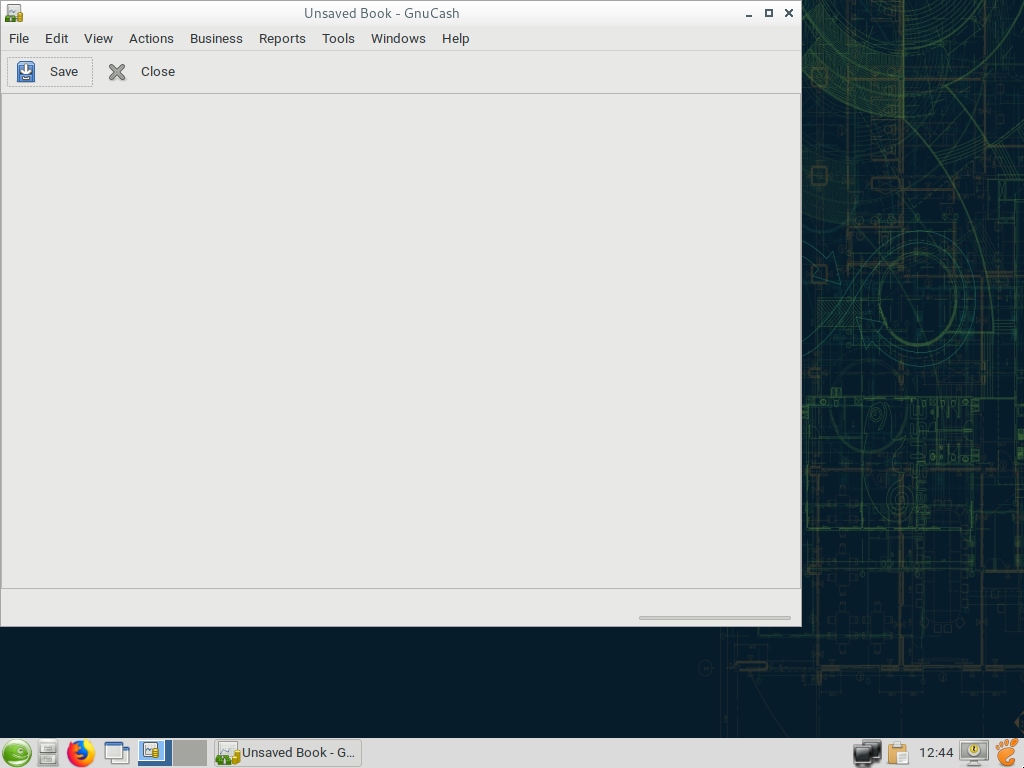 Unsaved Book - GnuCash
File Edit View Actions Business Reports Tools Windows Help
Save Close
Unsaved Book - G... 12:44